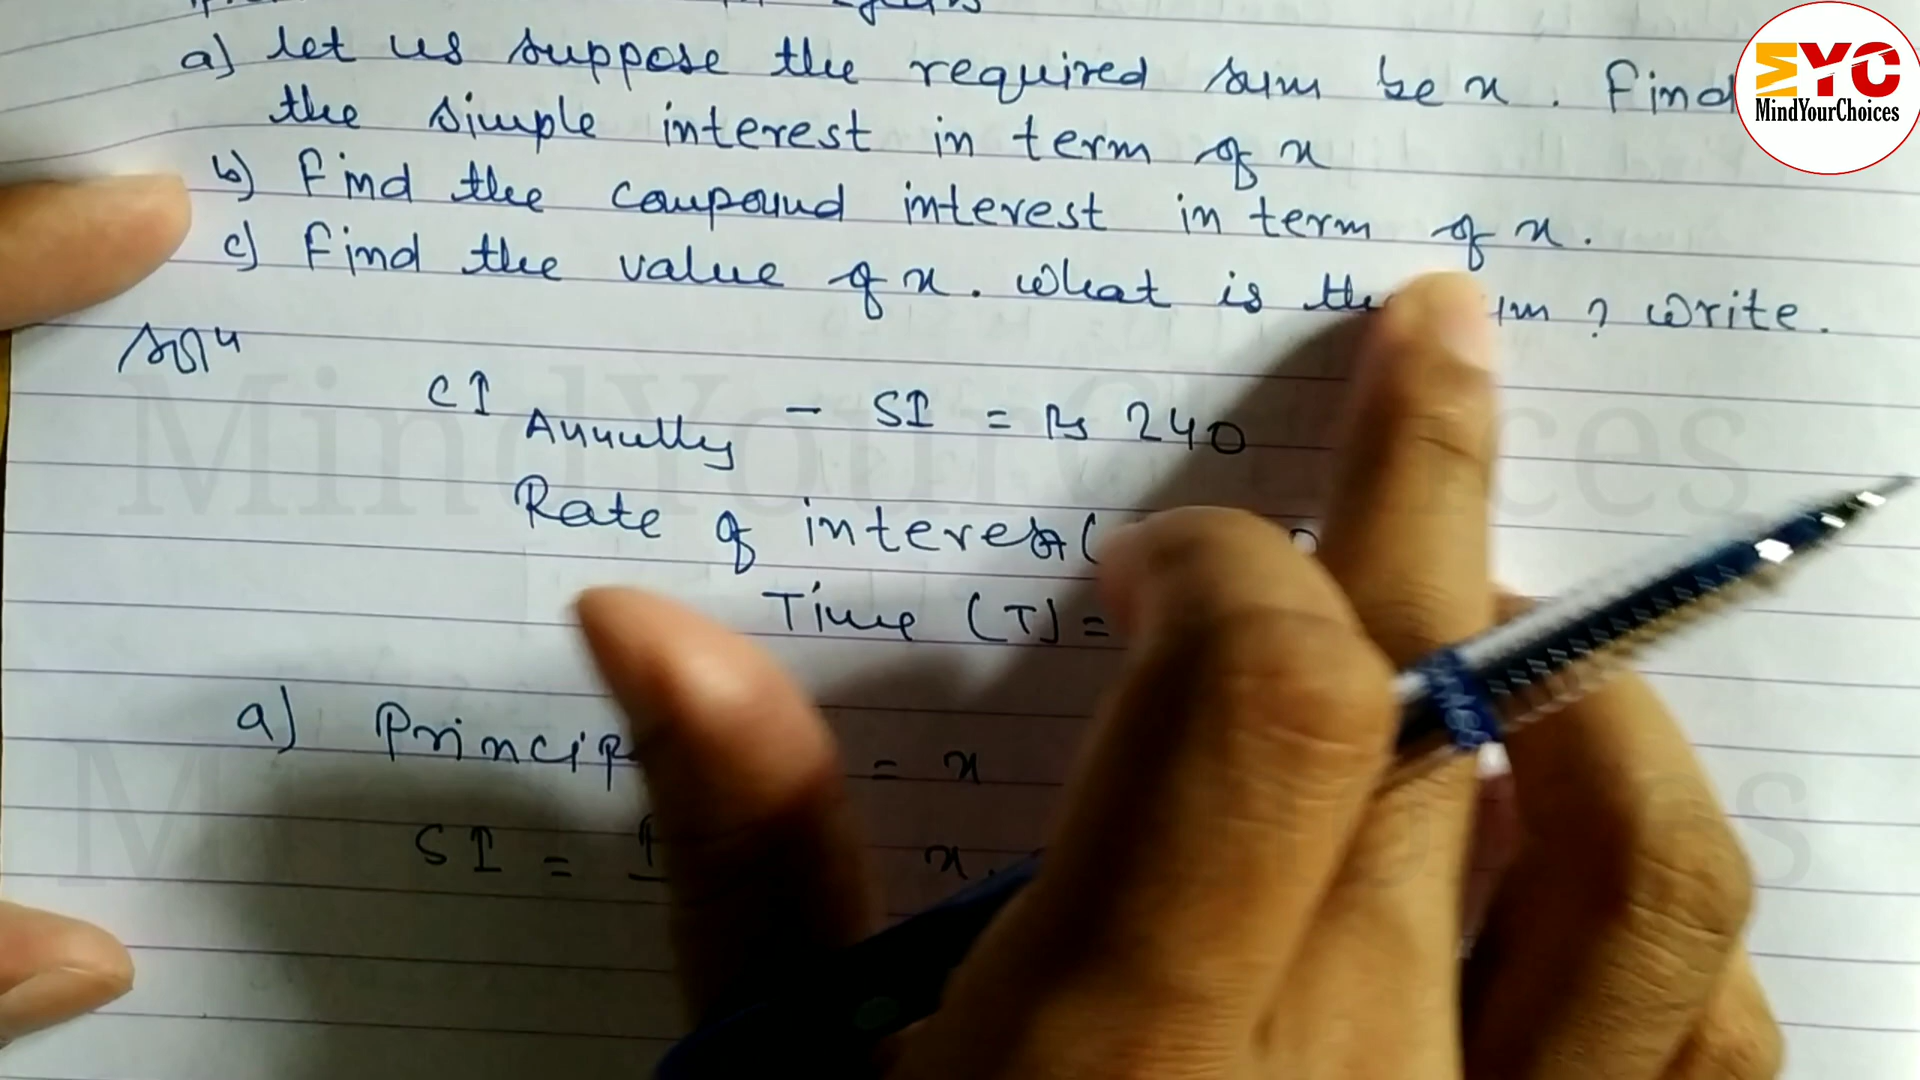 a) let us suppose the required sum be x. Find
the simple interest in term of x
b) Find the compound interest in term of x.
c) Find the value of x. What is the ? write.
Solⁿ
CI Annually - SI = Rs 240
Rate of interest (
Time (T) =
a) = x
SI =
x.
MYC
MindYourChoices
MindYourChoices